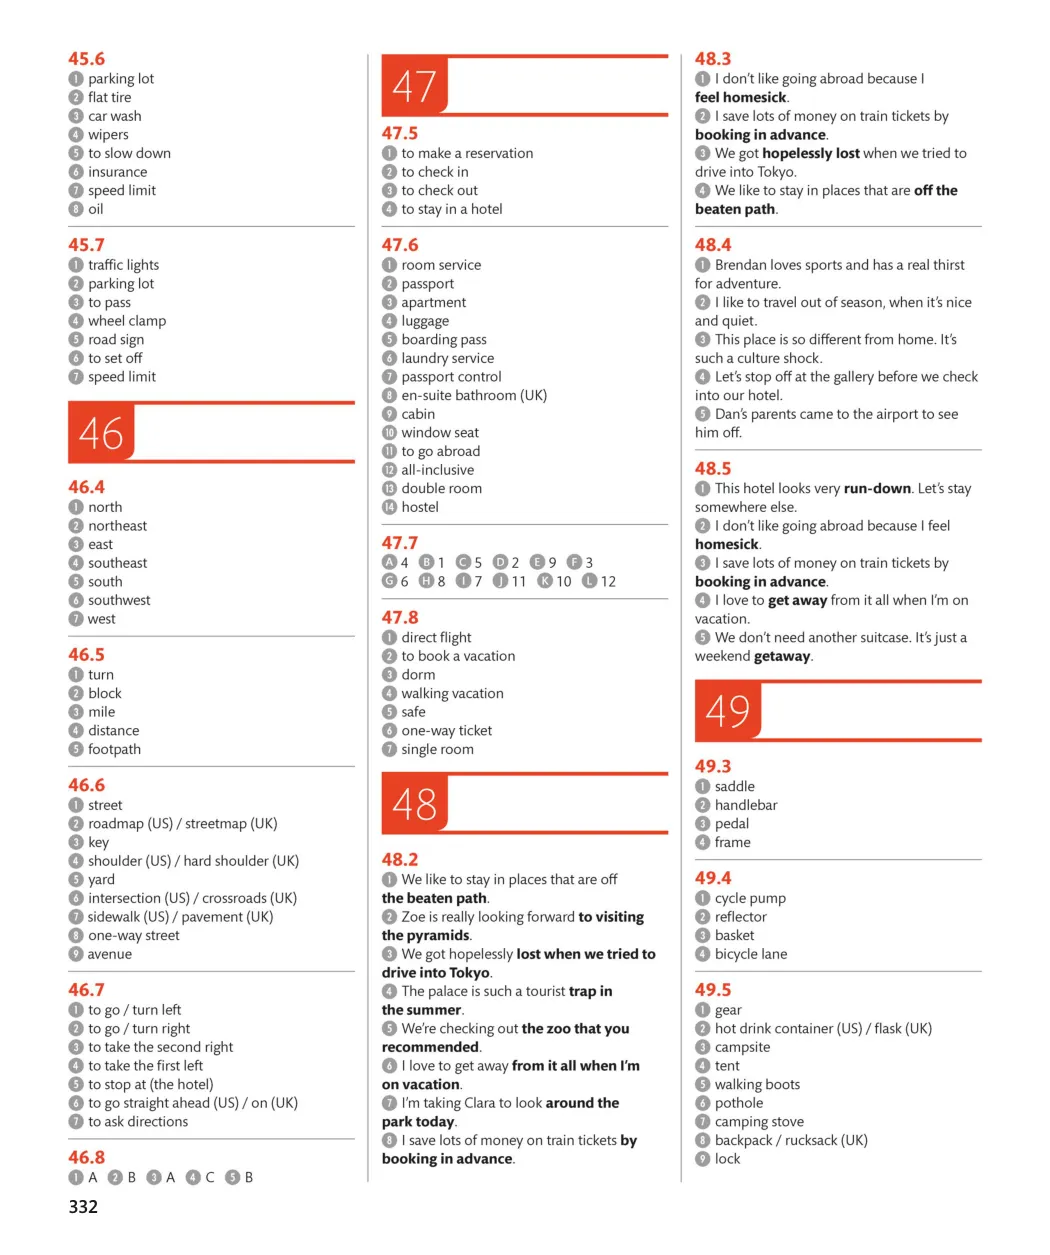 45.6
1 parking lot
2 flat tire
3 car wash
4 wipers
5 to slow down
6 insurance
7 speed limit
8 oil
45.7
1 traffic lights
2 parking lot
3 to pass
4 wheel clamp
5 road sign
6 to set off
7 speed limit
46
46.4
1 north
2 northeast
3 east
4 southeast
5 south
6 southwest
7 west
46.5
1 turn
2 block
3 mile
4 distance
5 footpath
46.6
1 street
2 roadmap (US) / streetmap (UK)
3 key
4 shoulder (US) / hard shoulder (UK)
5 yard
6 intersection (US) / crossroads (UK)
7 sidewalk (US) / pavement (UK)
8 one-way street
9 avenue
46.7
1 to go / turn left
2 to go / turn right
3 to take the second right
4 to take the first left
5 to stop at (the hotel)
6 to go straight ahead (US) / on (UK)
7 to ask directions
46.8
1 A 2 B 3 A 4 C 5 B
332
47
47.5
1 to make a reservation
2 to check in
3 to check out
4 to stay in a hotel
47.6
1 room service
2 passport
3 apartment
4 luggage
5 boarding pass
6 laundry service
7 passport control
8 en-suite bathroom (UK)
9 cabin
10 window seat
11 to go abroad
12 all-inclusive
13 double room
14 hostel
47.7
A 4 B 1 C 5 D 2 E 9 F 3
G 6 H 8 I 7 J 11 K 10 L 12
47.8
1 direct flight
2 to book a vacation
3 dorm
4 walking vacation
5 safe
6 one-way ticket
7 single room
48
48.2
1 We like to stay in places that are off
the beaten path.
2 Zoe is really looking forward to visiting
the pyramids.
3 We got hopelessly lost when we tried to
drive into Tokyo.
4 The palace is such a tourist trap in
the summer.
5 We're checking out the zoo that you
recommended.
6 I love to get away from it all when I'm
on vacation.
7 I'm taking Clara to look around the
park today.
8 I save lots of money on train tickets by
booking in advance.
48.3
1 I don't like going abroad because I
feel homesick.
2 I save lots of money on train tickets by
booking in advance.
3 We got hopelessly lost when we tried to
drive into Tokyo.
4 We like to stay in places that are off the
beaten path.
48.4
1 Brendan loves sports and has a real thirst
for adventure.
2 I like to travel out of season, when it's nice
and quiet.
3 This place is so different from home. It's
such a culture shock.
4 Let's stop off at the gallery before we check
into our hotel.
5 Dan's parents came to the airport to see
him off.
48.5
1 This hotel looks very run-down. Let's stay
somewhere else.
2 I don't like going abroad because I feel
homesick.
3 I save lots of money on train tickets by
booking in advance.
4 I love to get away from it all when I'm on
vacation.
5 We don't need another suitcase. It's just a
weekend getaway.
49
49.3
1 saddle
2 handlebar
3 pedal
4 frame
49.4
1 cycle pump
2 reflector
3 basket
4 bicycle lane
49.5
1 gear
2 hot drink container (US) / flask (UK)
3 campsite
4 tent
5 walking boots
6 pothole
7 camping stove
8 backpack / rucksack (UK)
9 lock